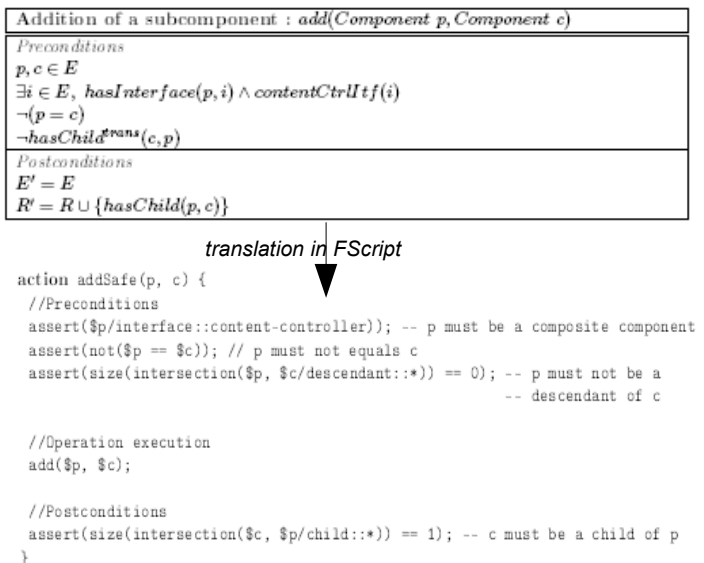 Addition of a subcomponent : add(Component p, Component c)
Preconditions
p, c ∈ E
∃i ∈ E, hasInterface(p, i) ∧ contentCtrlItf(i)
¬(p = c)
¬hasChild^trans(c, p)
Postconditions
E′ = E
R′ = R ∪ {hasChild(p, c)}
translation in FScript
action addSafe(p, c) {
//Preconditions
assert($p/interface::content-controller)); -- p must be a composite component
assert(not($p == $c)); // p must not equals c
assert(size(intersection($p, $c/descendant::*)) == 0); -- p must not be a
-- descendant of c
//Operation execution
add($p, $c);
//Postconditions
assert(size(intersection($c, $p/child::*)) == 1); -- c must be a child of p
}